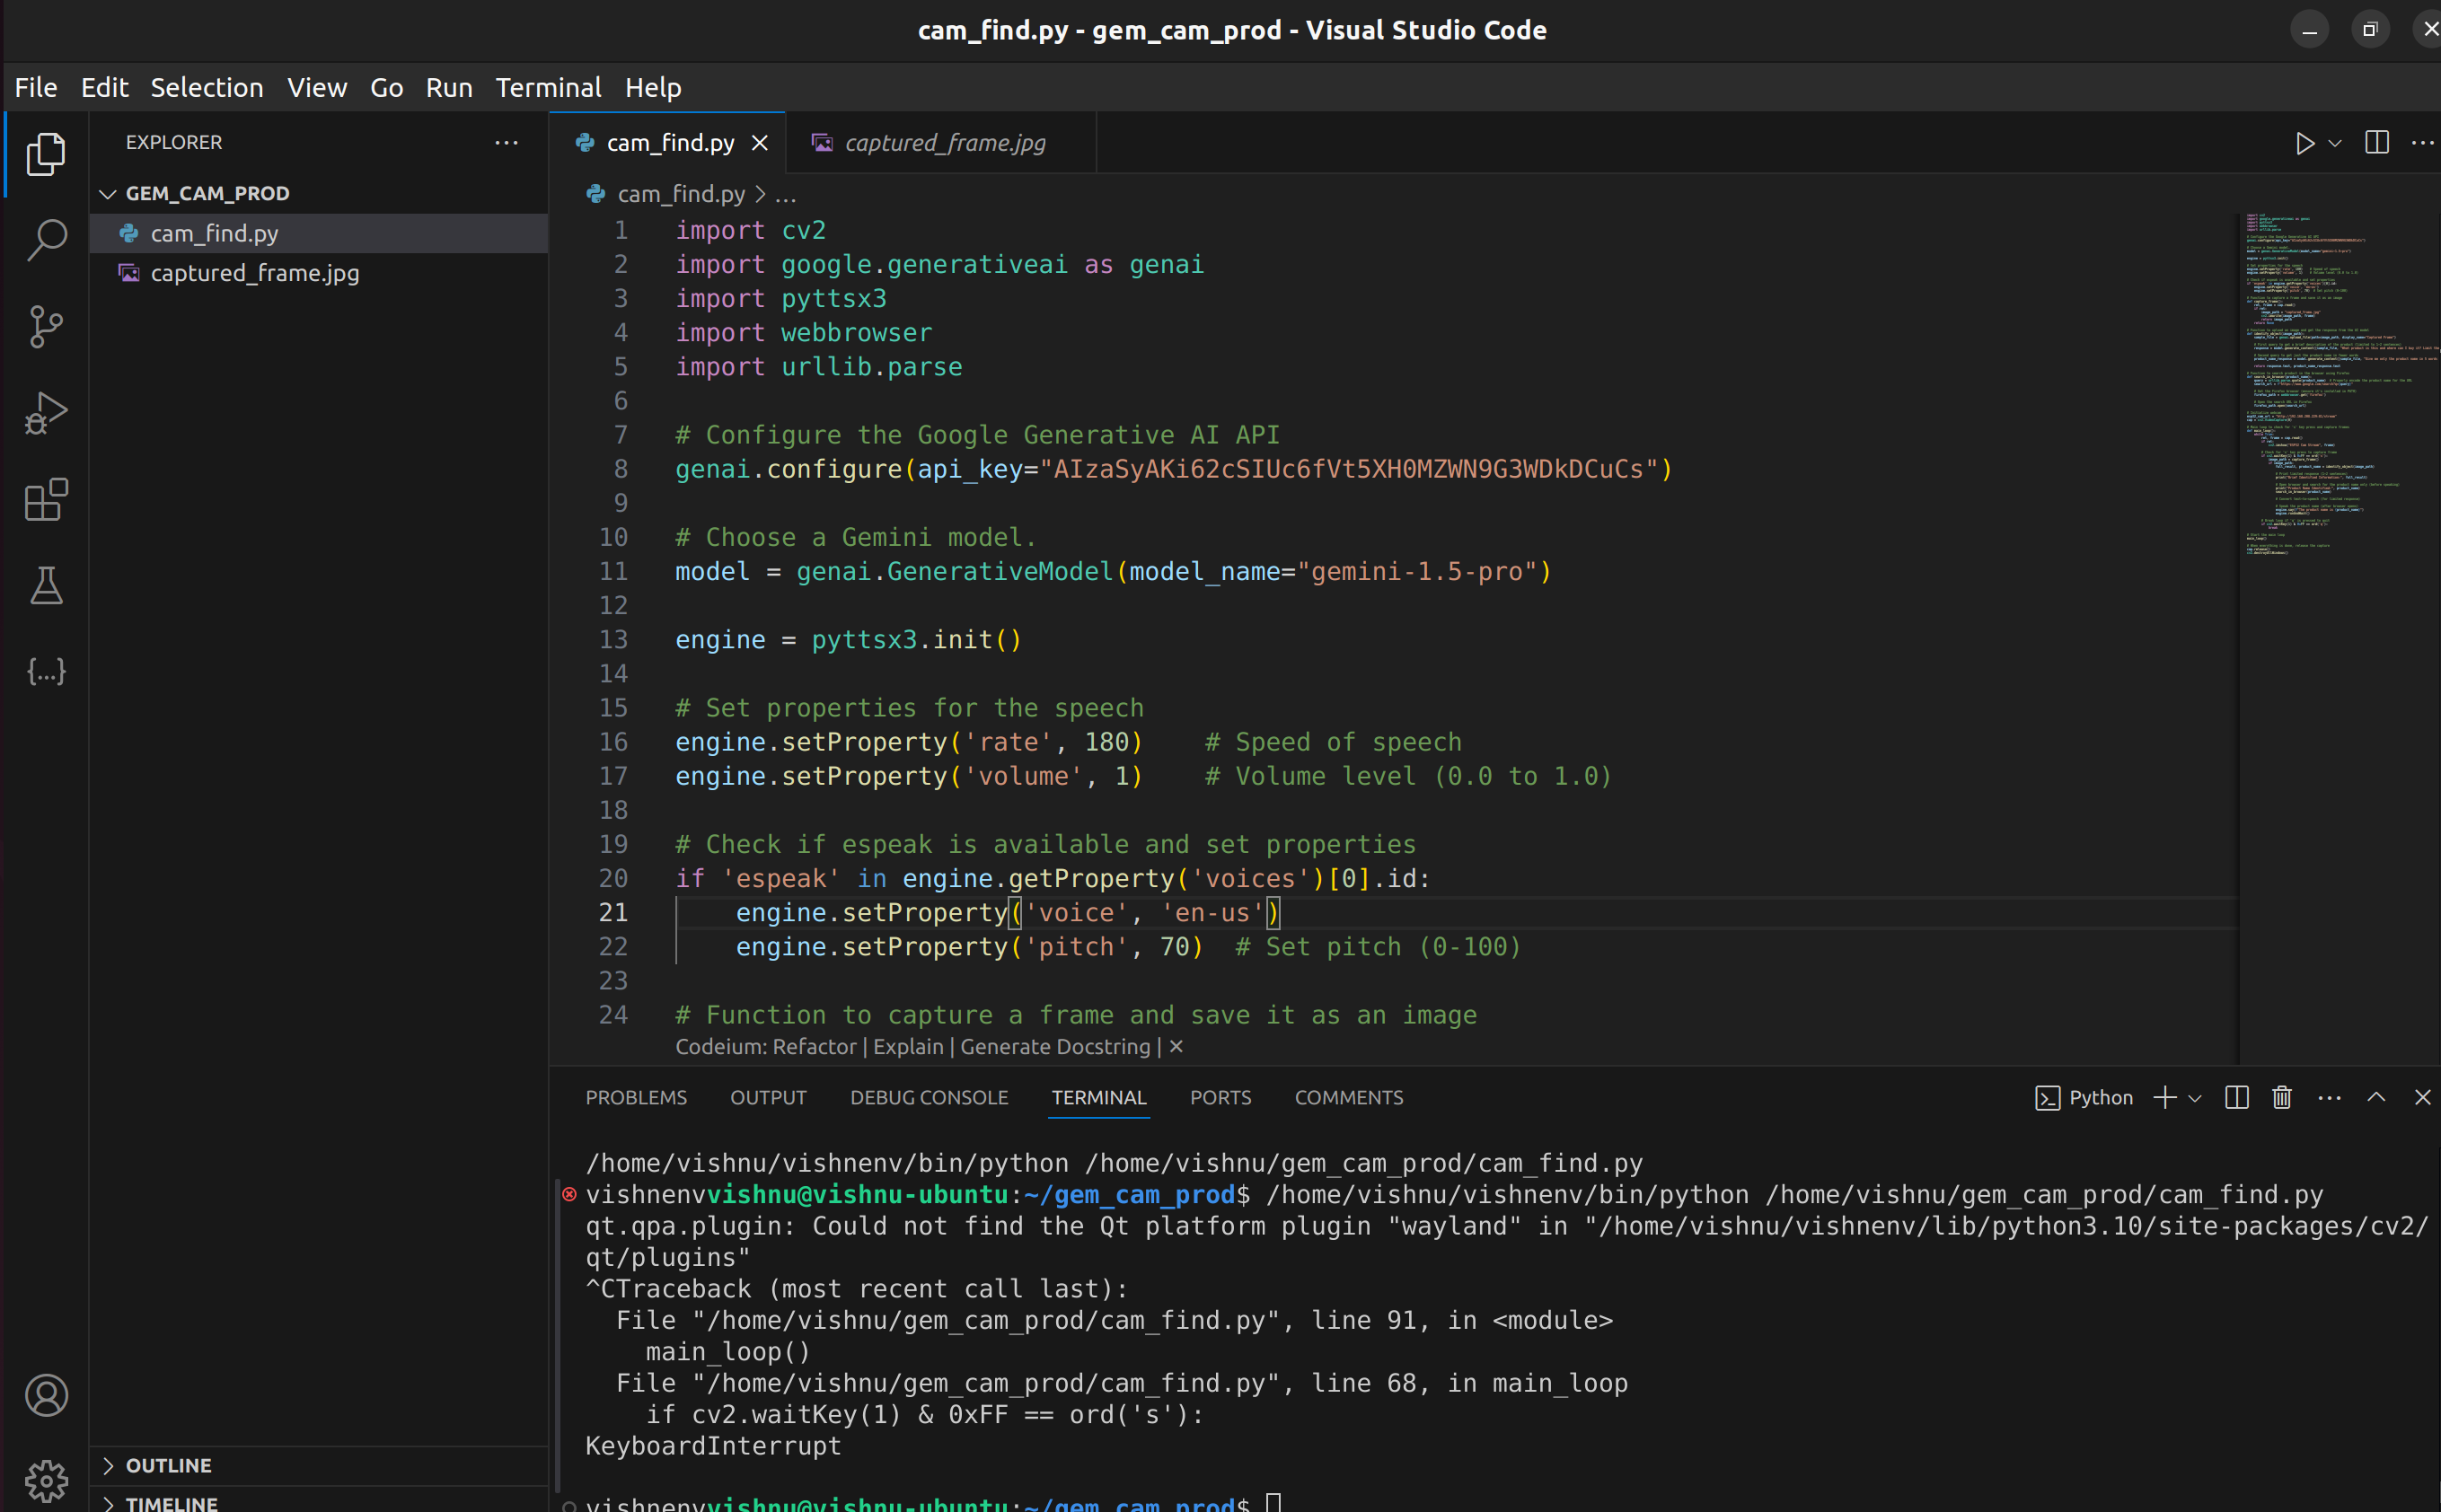 cam_find.py - gem_cam_prod - Visual Studio Code
File Edit Selection View Go Run Terminal Help
EXPLORER
GEM_CAM_PROD
cam_find.py
captured_frame.jpg
OUTLINE
TIMELINE
cam_find.py
captured_frame.jpg
cam_find.py > ...
1 import cv2
2 import google.generativeai as genai
3 import pyttsx3
4 import webbrowser
5 import urllib.parse
6
7 # Configure the Google Generative AI API
8 genai.configure(api_key="AIzaSyAKi62cSIUc6fVt5XH0MZWN9G3WDkDCuCs")
9
10 # Choose a Gemini model.
11 model = genai.GenerativeModel(model_name="gemini-1.5-pro")
12
13 engine = pyttsx3.init()
14
15 # Set properties for the speech
16 engine.setProperty('rate', 180)    # Speed of speech
17 engine.setProperty('volume', 1)    # Volume level (0.0 to 1.0)
18
19 # Check if espeak is available and set properties
20 if 'espeak' in engine.getProperty('voices')[0].id:
21     engine.setProperty('voice', 'en-us')
22     engine.setProperty('pitch', 70)  # Set pitch (0-100)
23
24 # Function to capture a frame and save it as an image
Codeium: Refactor | Explain | Generate Docstring | ✕
PROBLEMS OUTPUT DEBUG CONSOLE TERMINAL PORTS COMMENTS
Python
/home/vishnu/vishnenv/bin/python /home/vishnu/gem_cam_prod/cam_find.py
vishnenvvishnu@vishnu-ubuntu:~/gem_cam_prod$ /home/vishnu/vishnenv/bin/python /home/vishnu/gem_cam_prod/cam_find.py
qt.qpa.plugin: Could not find the Qt platform plugin "wayland" in "/home/vishnu/vishnenv/lib/python3.10/site-packages/cv2/
qt/plugins"
^CTraceback (most recent call last):
  File "/home/vishnu/gem_cam_prod/cam_find.py", line 91, in <module>
    main_loop()
  File "/home/vishnu/gem_cam_prod/cam_find.py", line 68, in main_loop
    if cv2.waitKey(1) & 0xFF == ord('s'):
KeyboardInterrupt
vishnenvvishnu@vishnu-ubuntu:~/gem_cam_prod$